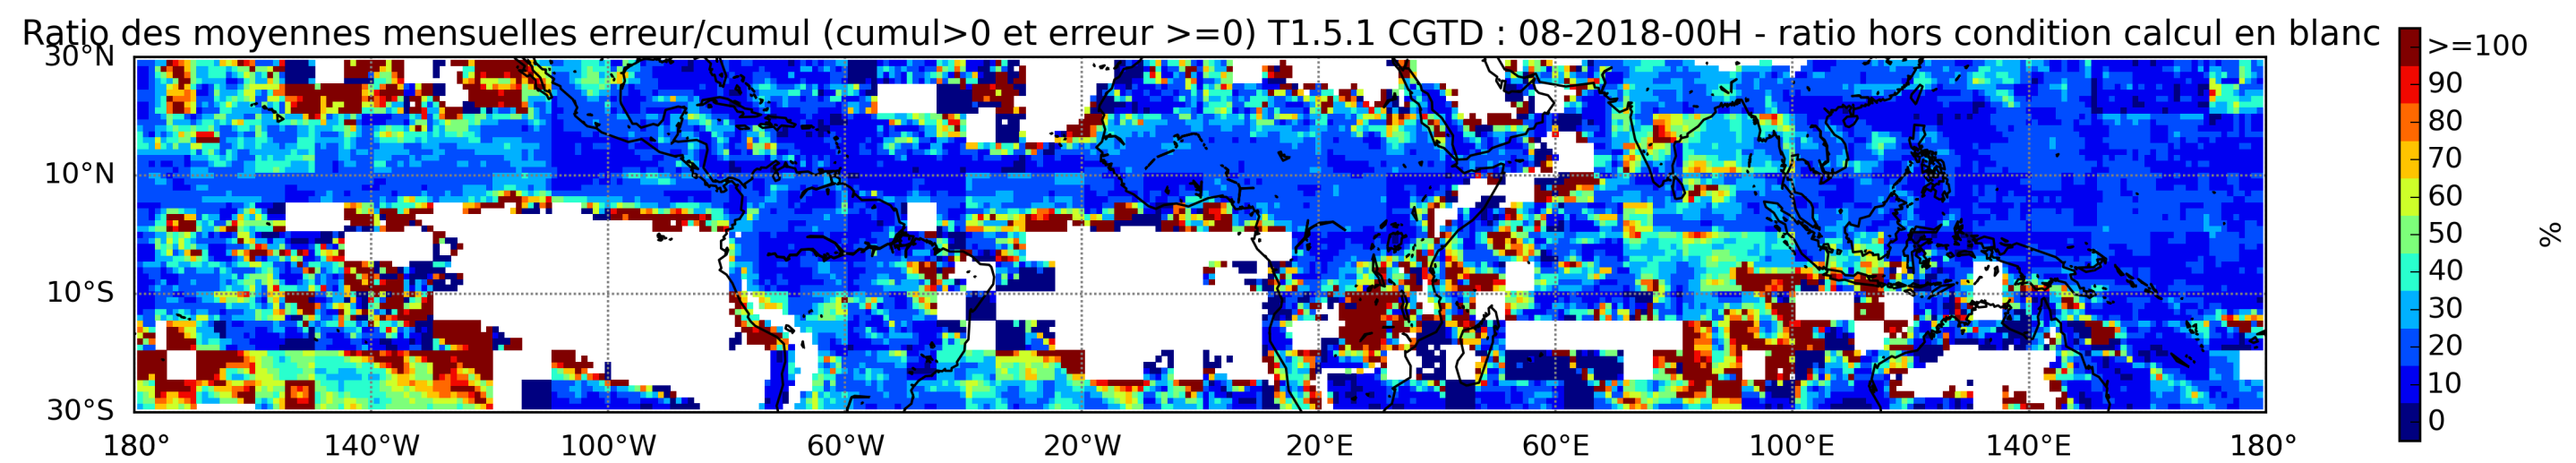 Ratio des moyennes mensuelles erreur/cumul (cumul>0 et erreur >=0) T1.5.1 CGTD : 08-2018-00H - ratio hors condition calcul en blanc
30°N
10°N
10°S
30°S
180° 140°W 100°W 60°W 20°W 20°E 60°E 100°E 140°E 180°
>=100
90
80
70
60
50
40
30
20
10
0
%